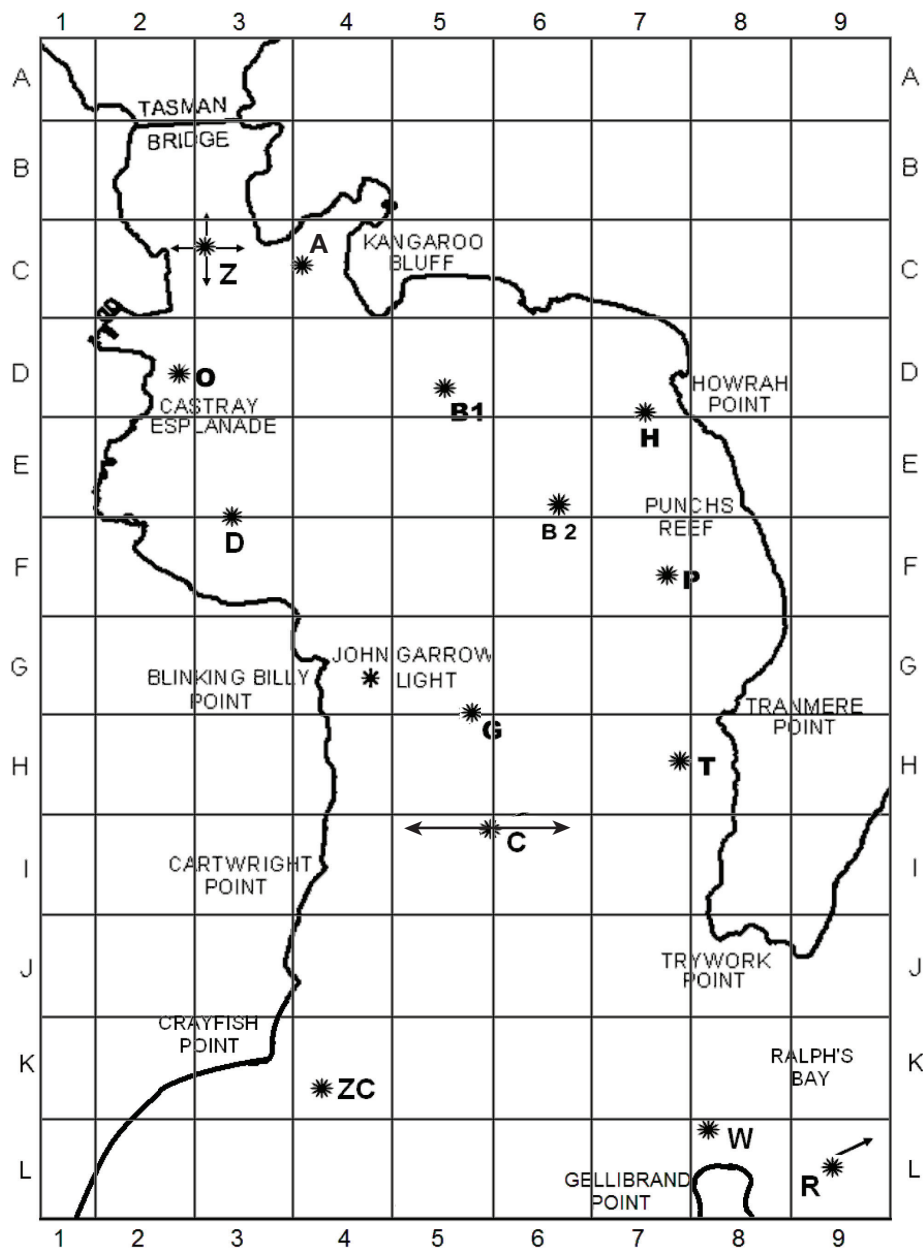 1 2 3 4 5 6 7 8 9
A A
TASMAN
BRIDGE
B B
A
KANGAROO
BLUFF
C Z C
D O D
B1
HOWRAH
POINT
CASTRAY
ESPLANADE
H
E E
PUNCHS
REEF
D
B 2
F P F
JOHN GARROW
LIGHT
G G
BLINKING BILLY
POINT
TRANMERE
POINT
G
H T H
C
CARTWRIGHT
POINT
I I
TRYWORK
POINT
J J
CRAYFISH
POINT
RALPH'S
BAY
K K
ZC
W
L R L
GELLIBRAND
POINT
1 2 3 4 5 6 7 8 9